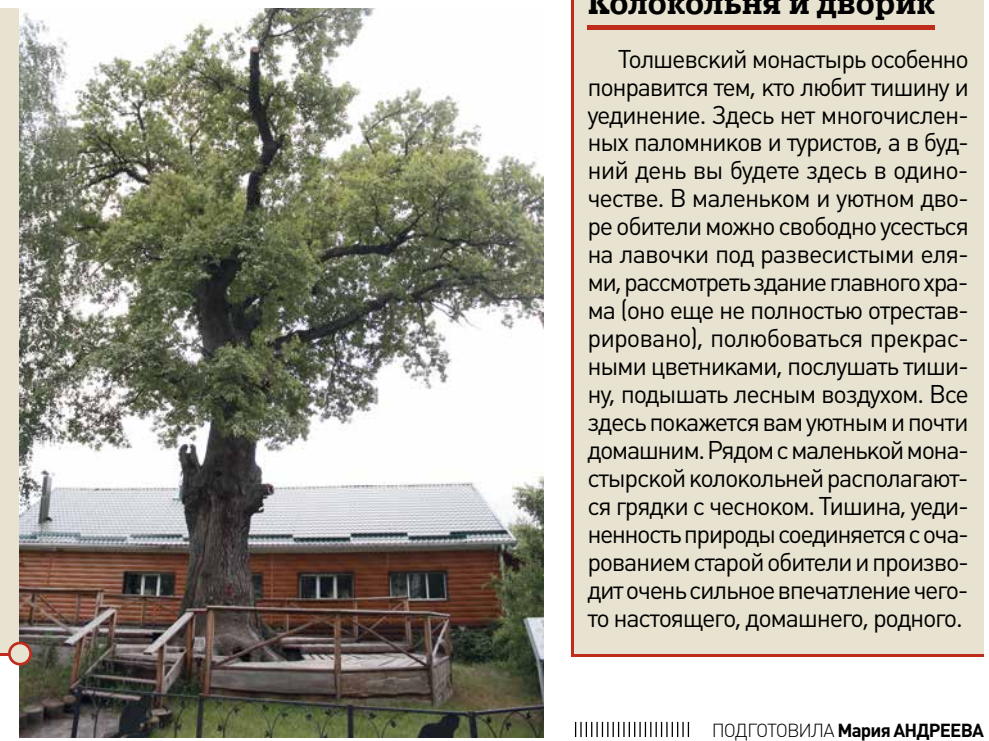 Колокольня и дворик
Толшевский монастырь особенно
понравится тем, кто любит тишину и
уединение. Здесь нет многочислен-
ных паломников и туристов, а в буд-
ний день вы будете здесь в одино-
честве. В маленьком и уютном дво-
ре обители можно свободно усесться
на лавочки под развесистыми еля-
ми, рассмотреть здание главного хра-
ма (оно еще не полностью отрестав-
рировано), полюбоваться прекрас-
ными цветниками, послушать тиши-
ну, подышать лесным воздухом. Все
здесь покажется вам уютным и почти
домашним. Рядом с маленькой мона-
стырской колокольней располагают-
ся грядки с чесноком. Тишина, уеди-
ненность природы соединяется с оча-
рованием старой обители и произво-
дит очень сильное впечатление чего-
то настоящего, домашнего, родного.
ПОДГОТОВИЛА Мария АНДРЕЕВА